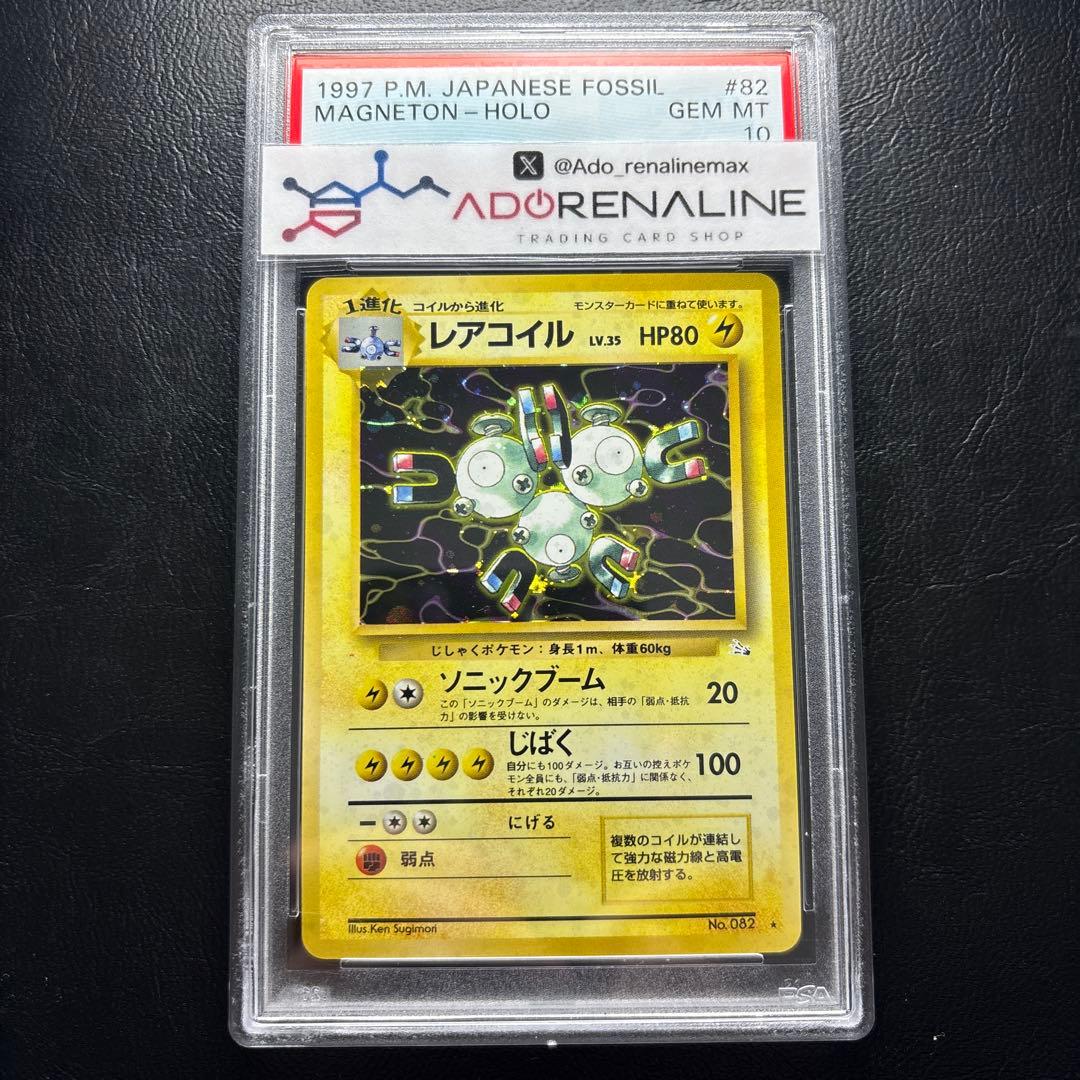 1997 P.M. JAPANESE FOSSIL #82
MAGNETON - HOLO GEM MT
10
X @Ado_renalinemax
ADORENALINE
TRADING CARD SHOP
1進化 コイルから進化 モンスターカードに重ねて使います。
レアコイル LV.35 HP80
じしゃくポケモン：身長1m、体重60kg
ソニックブーム 20
この「ソニックブーム」のダメージは、相手の「弱点・抵抗
力」の影響を受けない。
じばく 100
自分にも100ダメージ。お互いの控えポケ
モン全員にも、「弱点・抵抗力」に関係なく、
それぞれ20ダメージ。
にげる
弱点
複数のコイルが連結し
て強力な磁力線と高電
圧を放射する。
Illus.Ken Sugimori No.082 ★
PSA